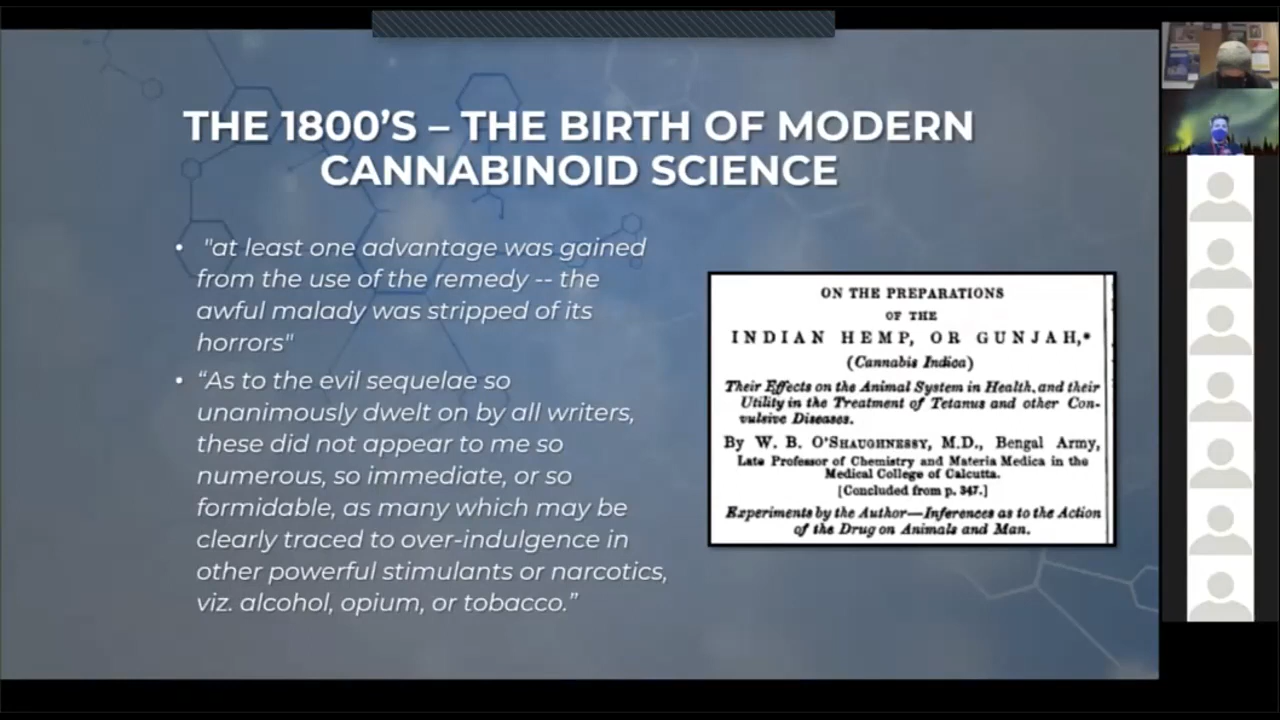 THE 1800'S – THE BIRTH OF MODERN
CANNABINOID SCIENCE
• "at least one advantage was gained
from the use of the remedy -- the
awful malady was stripped of its
horrors"
• “As to the evil sequelae so
unanimously dwelt on by all writers,
these did not appear to me so
numerous, so immediate, or so
formidable, as many which may be
clearly traced to over-indulgence in
other powerful stimulants or narcotics,
viz. alcohol, opium, or tobacco.”
ON THE PREPARATIONS
OF THE
INDIAN HEMP, OR GUNJAH,*
(Cannabis Indica)
Their Effects on the Animal System in Health, and their
Utility in the Treatment of Tetanus and other Con-
vulsive Diseases.
By W. B. O'SHAUGHNESSY, M.D., Bengal Army,
Late Professor of Chemistry and Materia Medica in the
Medical College of Calcutta.
[Concluded from p. 347.]
Experiments by the Author—Inferences as to the Action
of the Drug on Animals and Man.